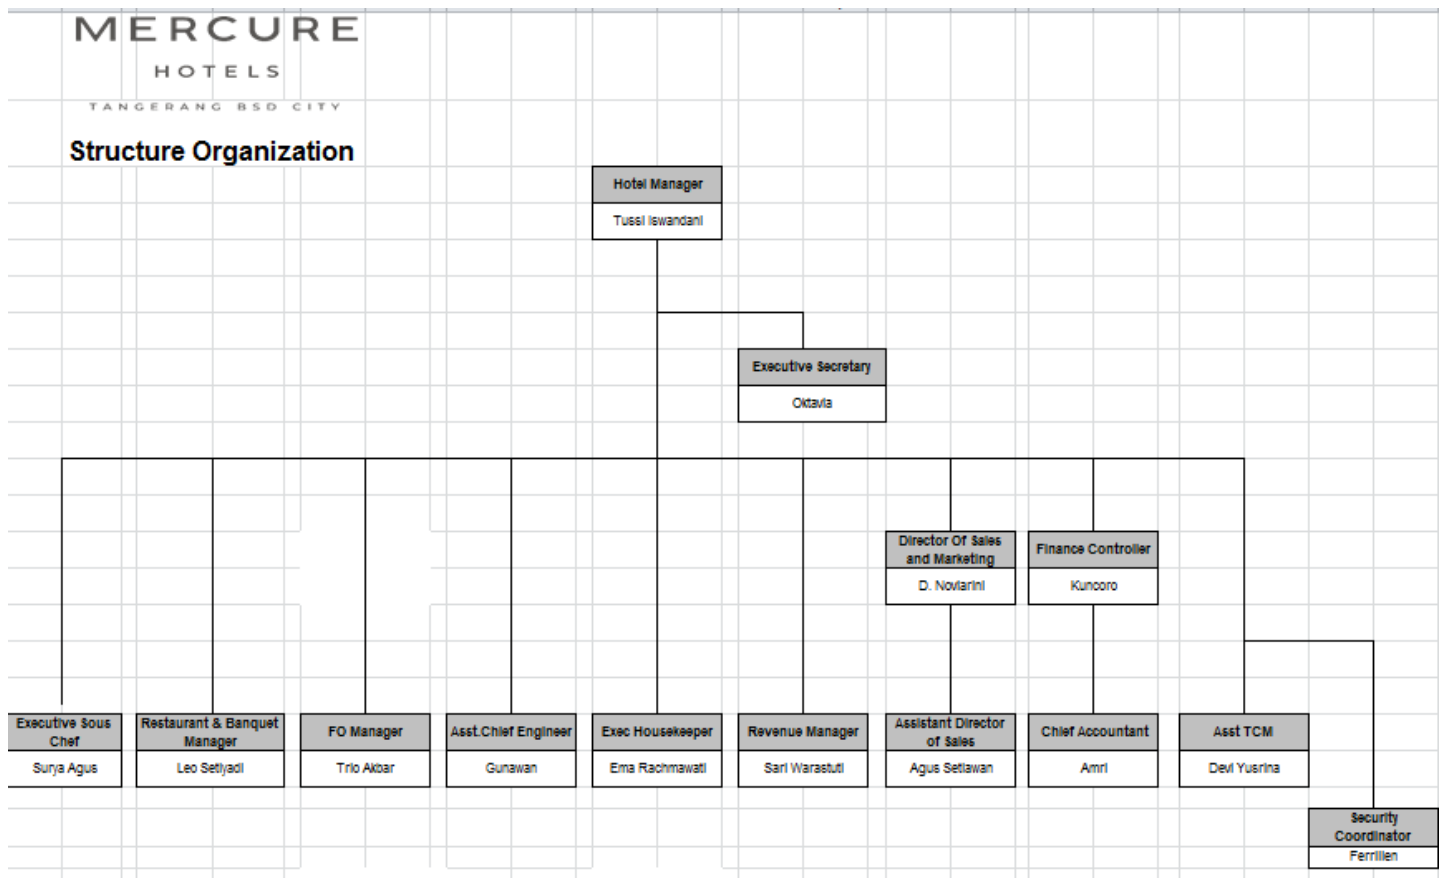 MERCURE
HOTELS
TANGERANG BSD CITY
Structure Organization
Hotel Manager
Tussi Iswandani
Executive Secretary
Oktavia
Director Of Sales
and Marketing
D. Noviarini
Finance Controller
Kuncoro
Executive Sous
Chef
Surya Agus
Restaurant & Banquet
Manager
Leo Setiyadi
FO Manager
Trio Akbar
Asst.Chief Engineer
Gunawan
Exec Housekeeper
Ema Rachmawati
Revenue Manager
Sari Warastuti
Assistant Director
of Sales
Agus Setiawan
Chief Accountant
Amri
Asst TCM
Devi Yusrina
Security
Coordinator
Ferrilien